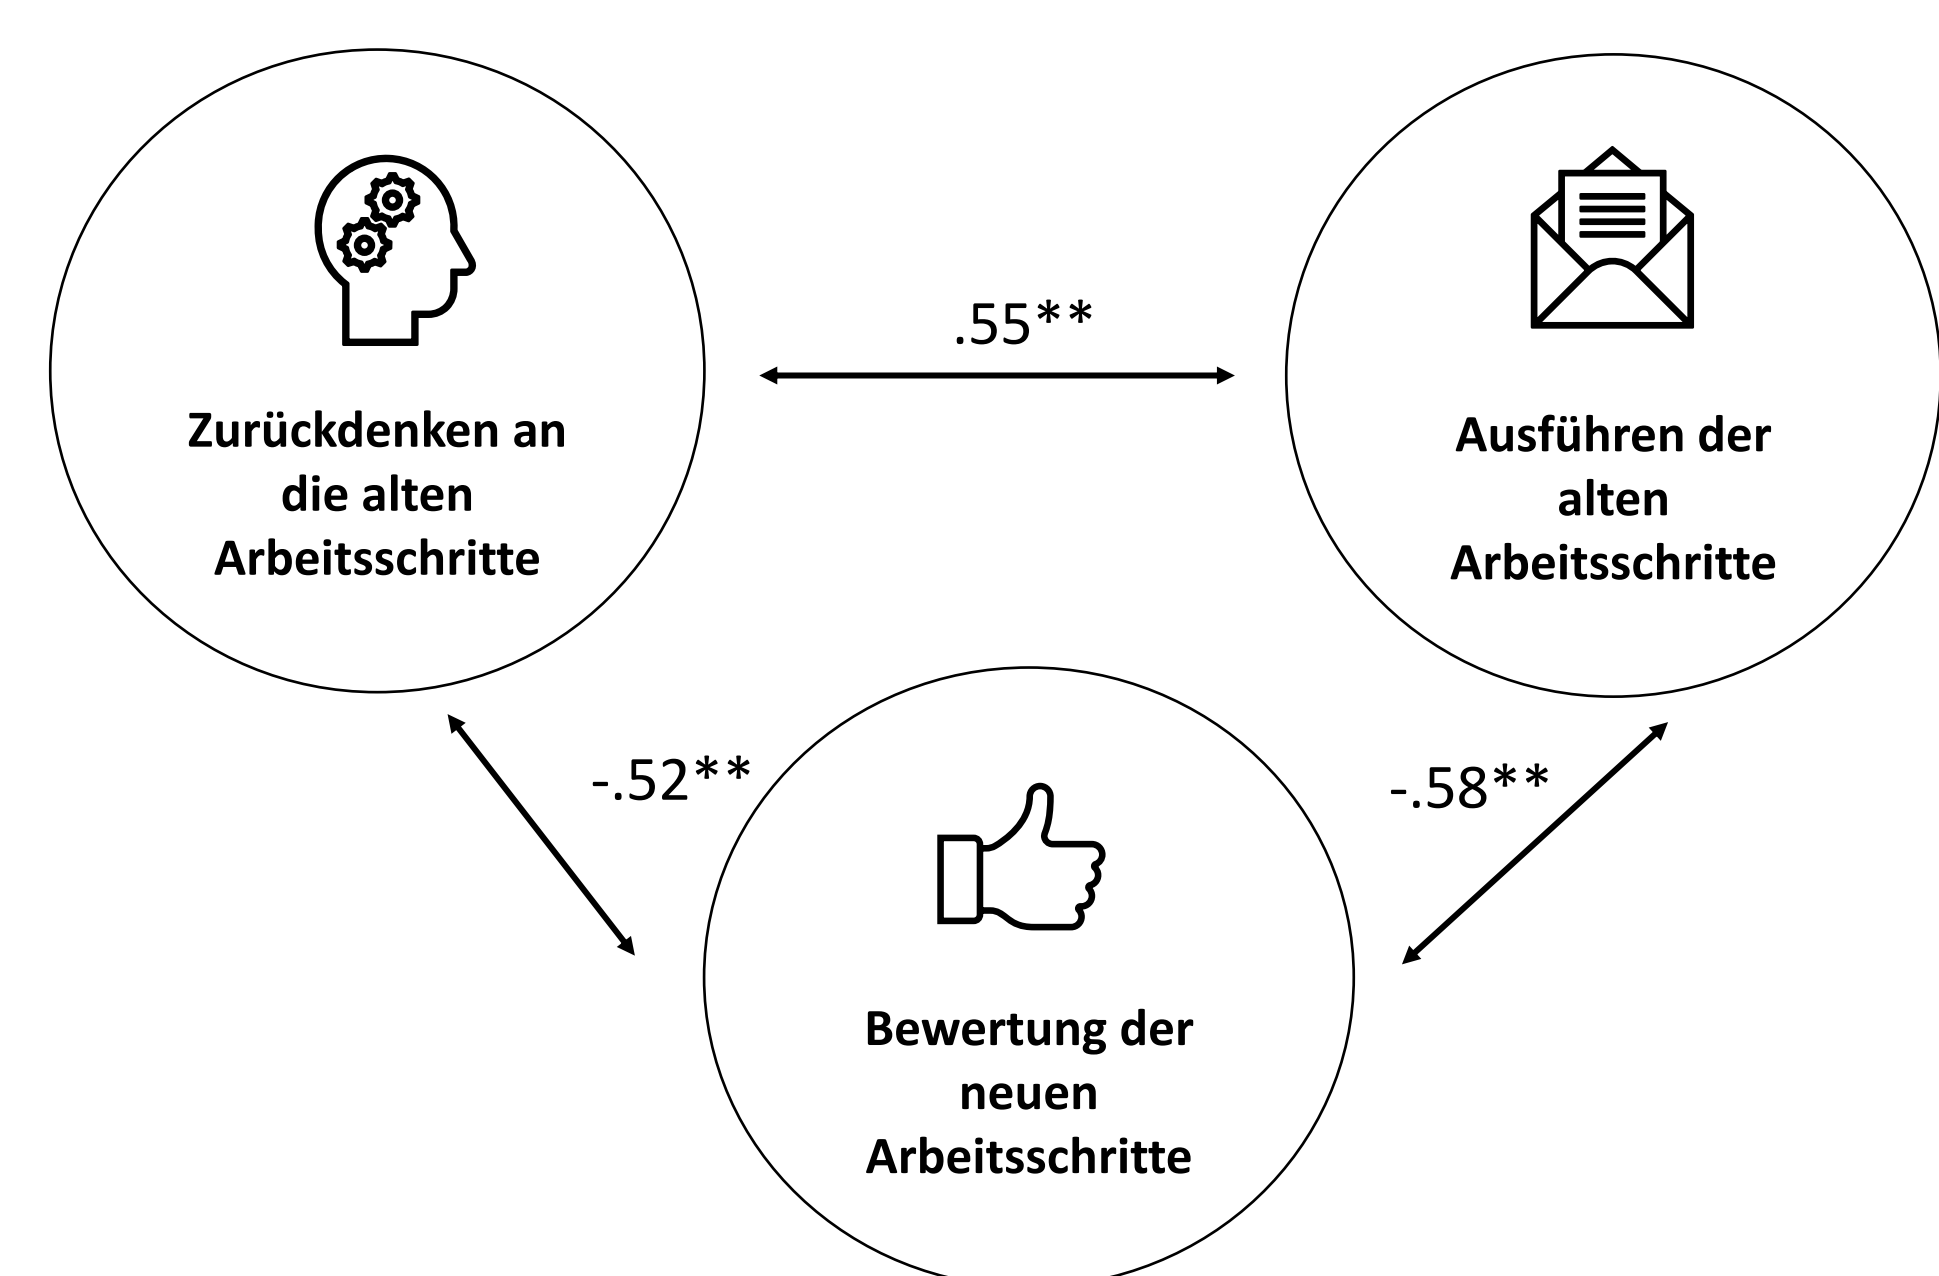 Zurückdenken an
die alten
Arbeitsschritte
.55**
Ausführen der
alten
Arbeitsschritte
-.52**
-.58**
Bewertung der
neuen
Arbeitsschritte